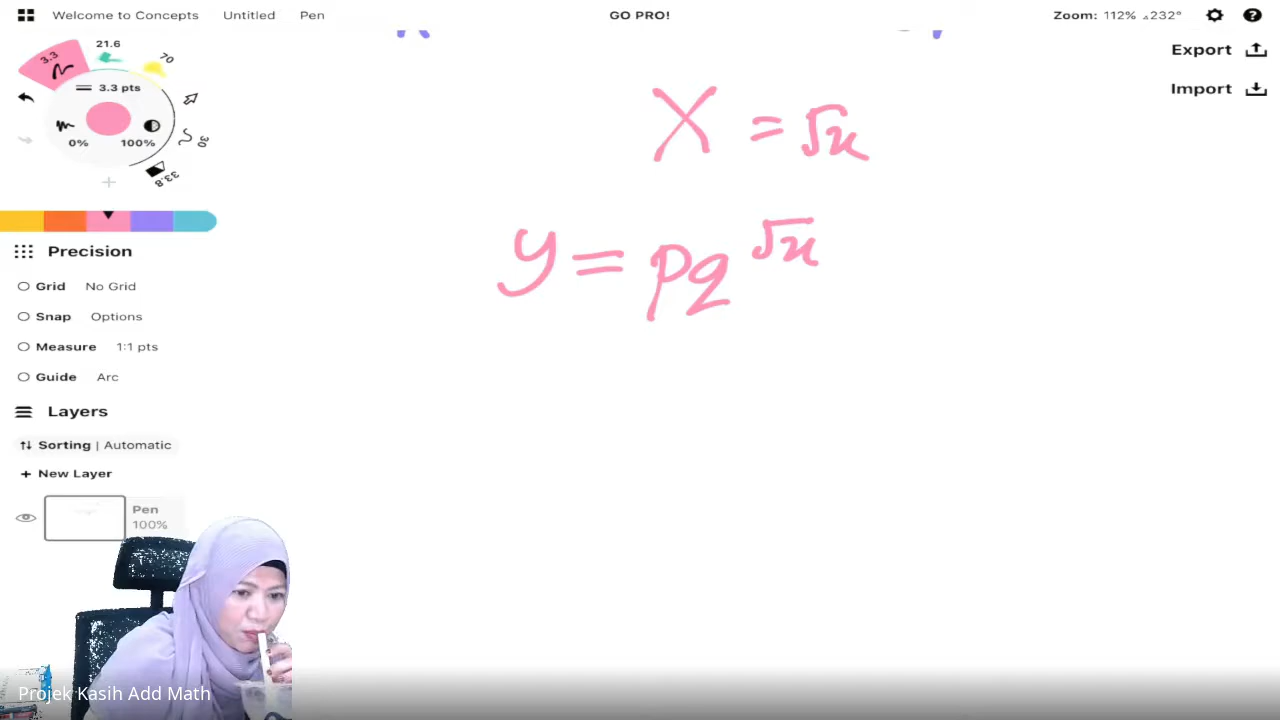 Welcome to Concepts Untitled Pen GO PRO! Zoom: 112% ⊿232°
Export
Import
3.3
21.6
70
3.3 pts
0% 100%
30
33.8
X = √x
y = pq^√x
Precision
Grid No Grid
Snap Options
Measure 1:1 pts
Guide Arc
Layers
Sorting | Automatic
+ New Layer
Pen
100%
Projek Kasih Add Math